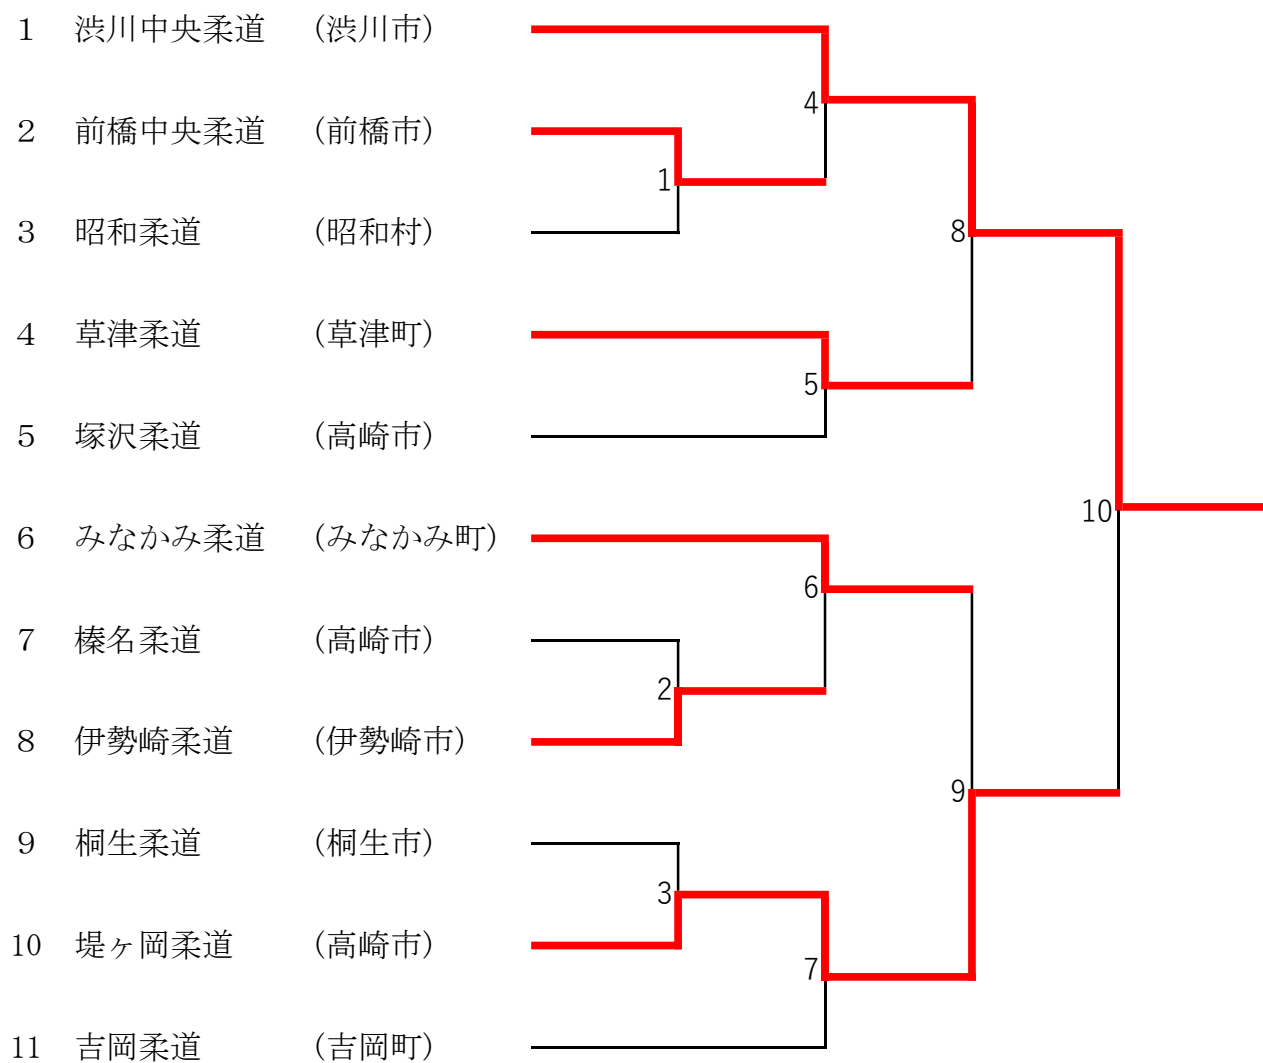 1 渋川中央柔道 (渋川市)
4
2 前橋中央柔道 (前橋市)
1
3 昭和柔道 (昭和村)
8
4 草津柔道 (草津町)
5
5 塚沢柔道 (高崎市)
10
6 みなかみ柔道 (みなかみ町)
6
7 榛名柔道 (高崎市)
2
8 伊勢崎柔道 (伊勢崎市)
9
9 桐生柔道 (桐生市)
3
10 堤ヶ岡柔道 (高崎市)
7
11 吉岡柔道 (吉岡町)